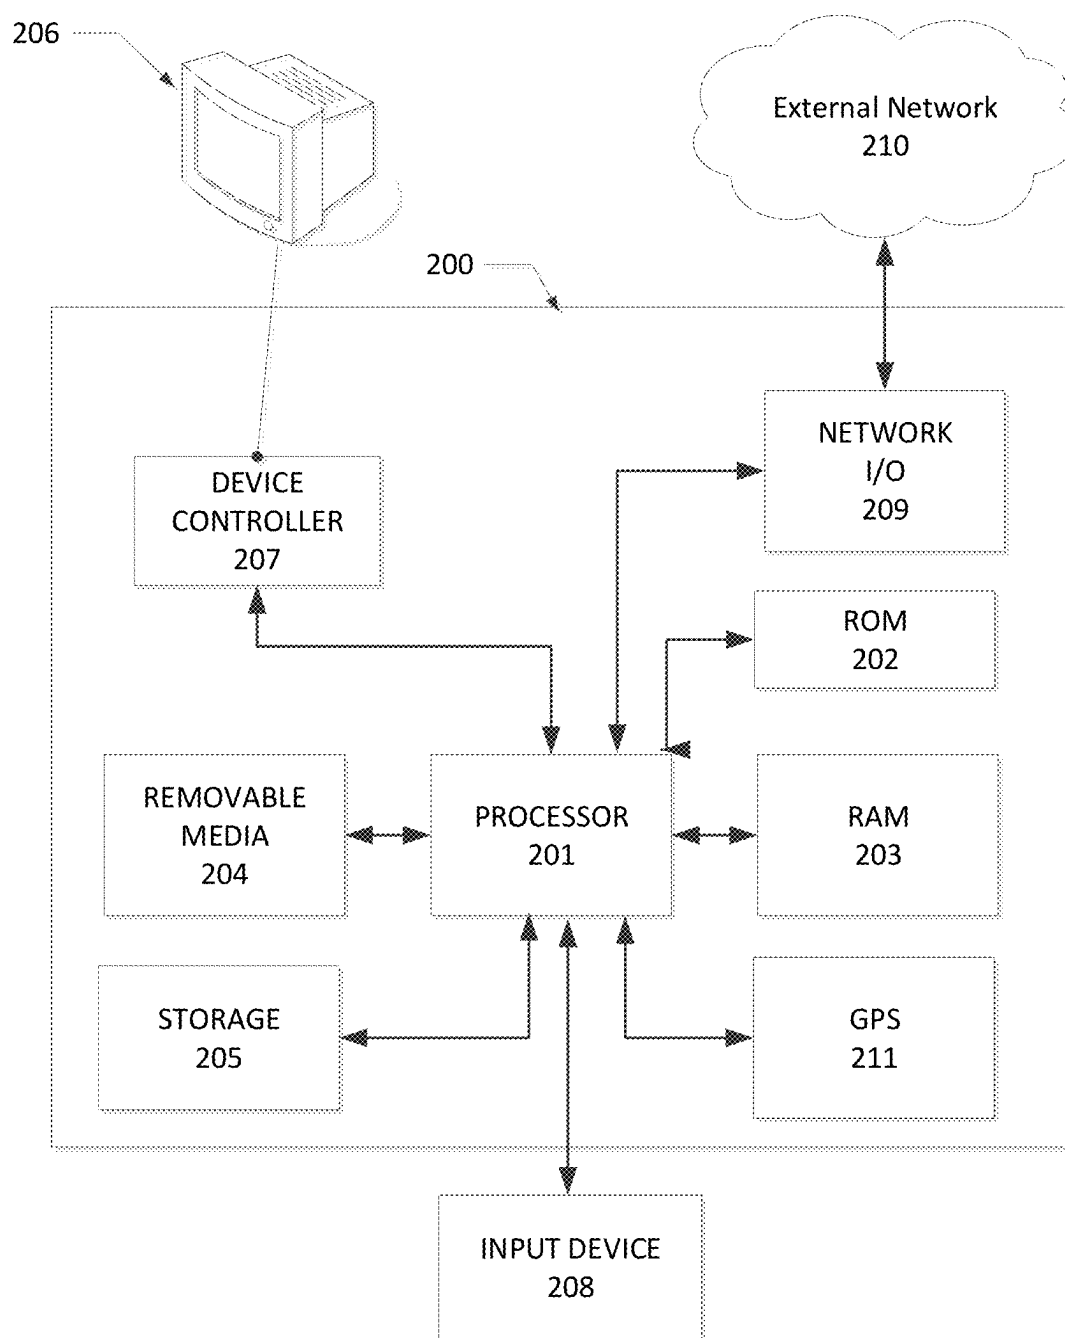 206
External Network
210
200
NETWORK
I/O
209
DEVICE
CONTROLLER
207
ROM
202
REMOVABLE
MEDIA
204
PROCESSOR
201
RAM
203
STORAGE
205
GPS
211
INPUT DEVICE
208